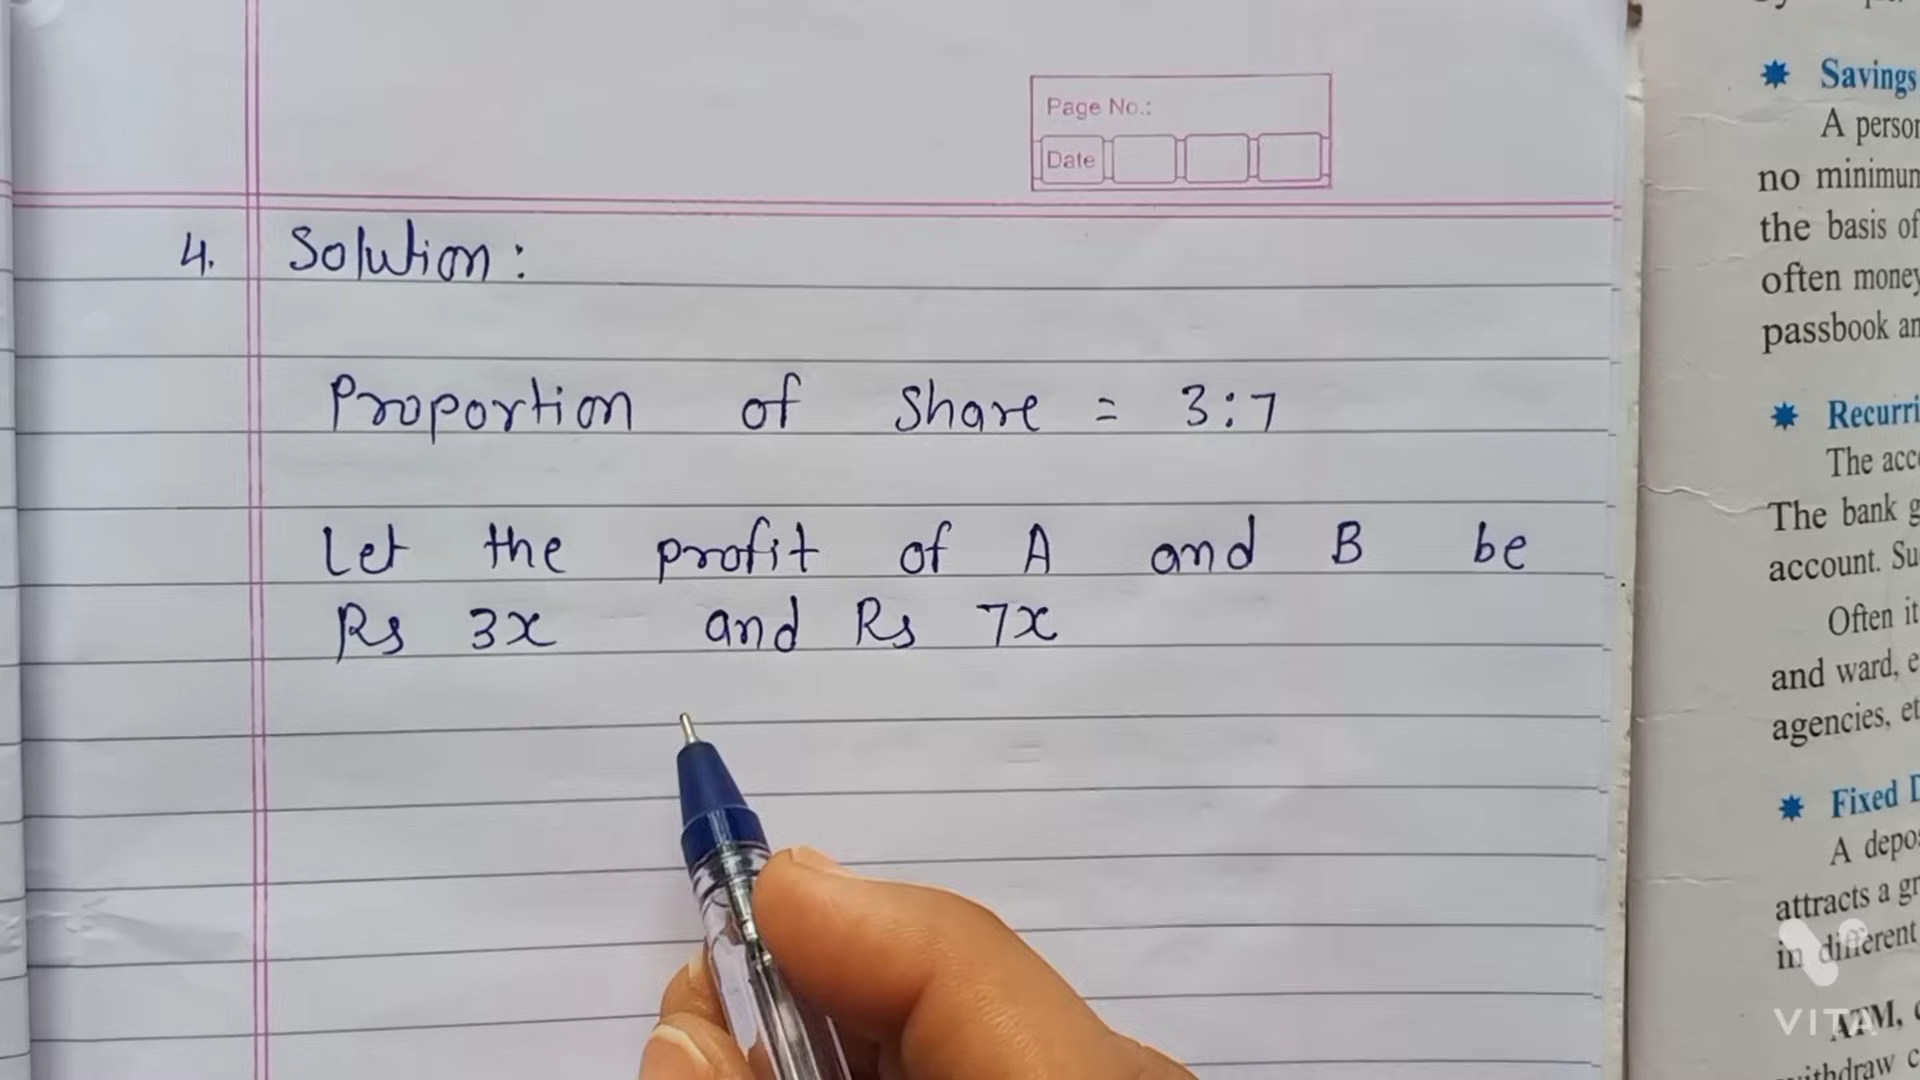 Page No.:
Date
4. Solution:
Proportion of share = 3:7
Let the profit of A and B be
Rs 3x and Rs 7x
Savings
A person
no minimum
the basis of
often money
passbook an
Recurri
The acc
The bank g
account. Su
Often it
and ward, e
agencies, et
Fixed D
A depos
attracts a gr
in different
ATM,
withdraw c
VITA